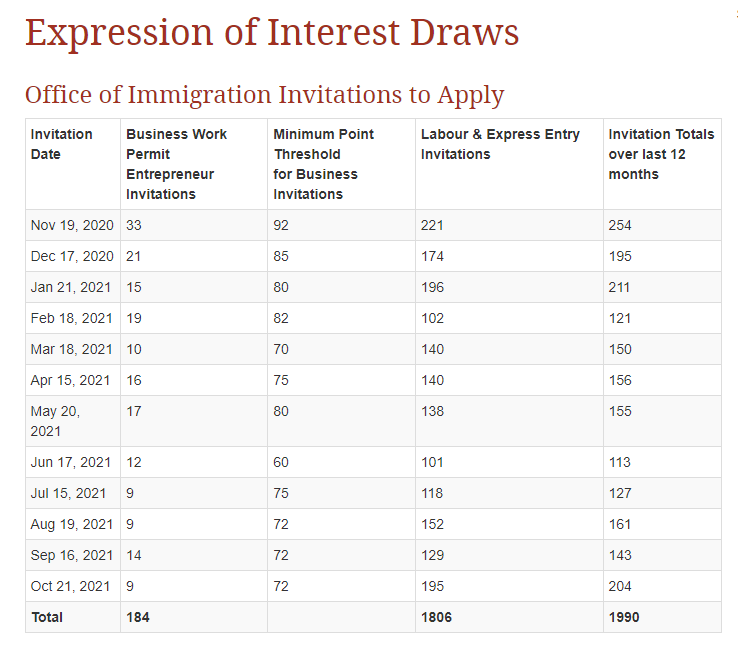 Expression of Interest Draws
Office of Immigration Invitations to Apply
Invitation Date Business Work Permit Entrepreneur Invitations Minimum Point Threshold for Business Invitations Labour & Express Entry Invitations Invitation Totals over last 12 months
Nov 19, 2020 33 92 221 254
Dec 17, 2020 21 85 174 195
Jan 21, 2021 15 80 196 211
Feb 18, 2021 19 82 102 121
Mar 18, 2021 10 70 140 150
Apr 15, 2021 16 75 140 156
May 20, 2021 17 80 138 155
Jun 17, 2021 12 60 101 113
Jul 15, 2021 9 75 118 127
Aug 19, 2021 9 72 152 161
Sep 16, 2021 14 72 129 143
Oct 21, 2021 9 72 195 204
Total 184 1806 1990